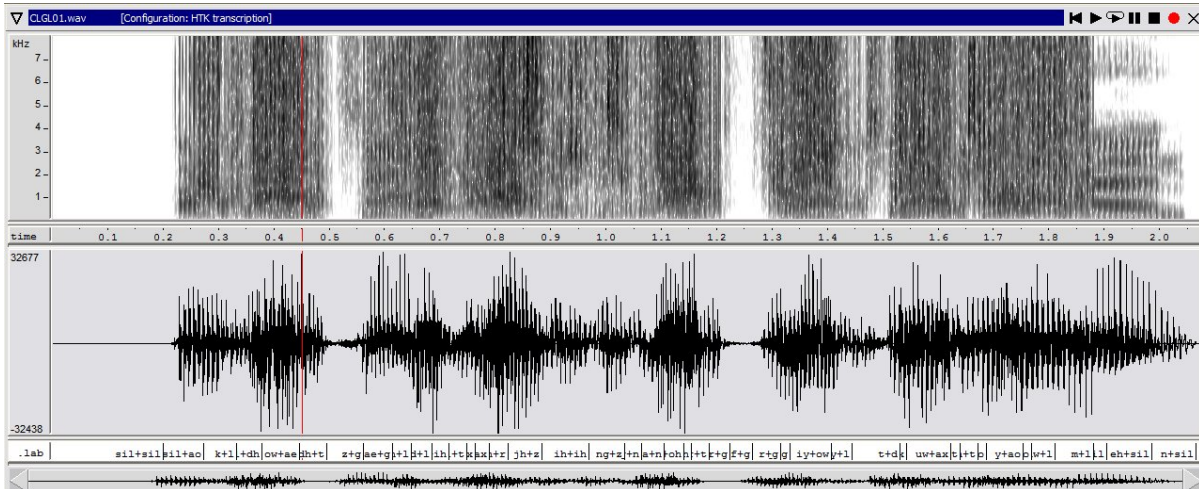 CLGL01.wav [Configuration: HTK transcription]
kHz
7
6
5
4
3
2
1
time 0.1 0.2 0.3 0.4 0.5 0.6 0.7 0.8 0.9 1.0 1.1 1.2 1.3 1.4 1.5 1.6 1.7 1.8 1.9 2.0
32677
-32438
.lab sil+sil sil+ao dh+ow ow+ae dh+t z+g jh+z ih+ih iy+ow y+l uw+ax y+ao eh+sil n+sil